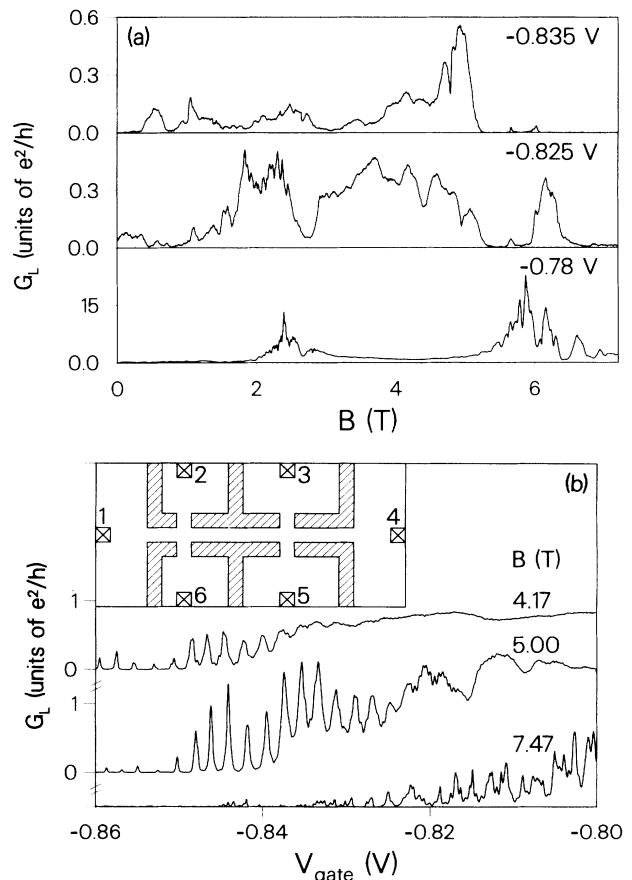 (a)
-0.835 V
0.6
0.3
0.0
-0.825 V
0.3
0.0
-0.78 V
15
0.0
G_L (units of e²/h)
0 2 4 6
B (T)
(b)
2 3
1 4
6 5
B (T)
4.17
5.00
7.47
1
0
1
0
G_L (units of e²/h)
-0.86 -0.84 -0.82 -0.80
V_gate (V)